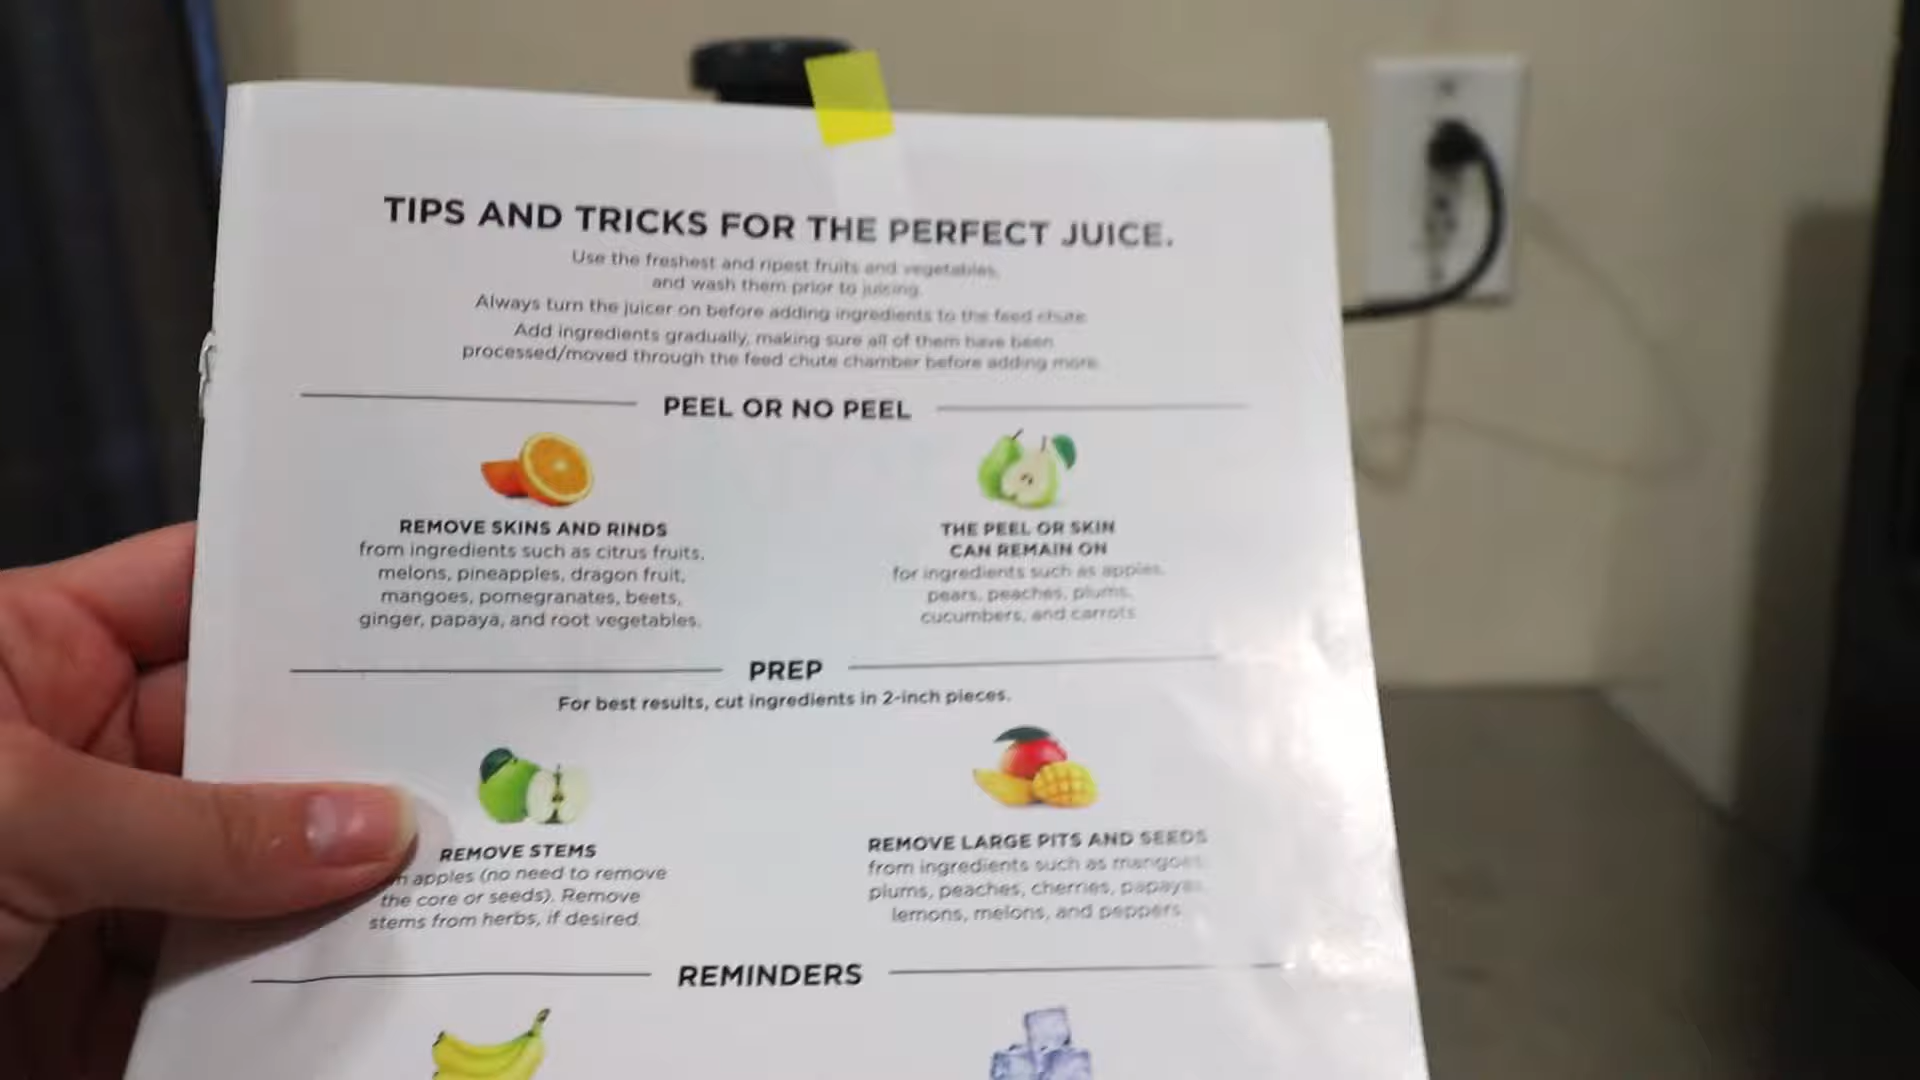 TIPS AND TRICKS FOR THE PERFECT JUICE.
Use the freshest and ripest fruits and vegetables,
and wash them prior to juicing.
Always turn the juicer on before adding ingredients to the feed chute.
Add ingredients gradually, making sure all of them have been
processed/moved through the feed chute chamber before adding more.
PEEL OR NO PEEL
REMOVE SKINS AND RINDS
from ingredients such as citrus fruits,
melons, pineapples, dragon fruit,
mangoes, pomegranates, beets,
ginger, papaya, and root vegetables.
THE PEEL OR SKIN
CAN REMAIN ON
for ingredients such as apples,
pears, peaches, plums,
cucumbers, and carrots.
PREP
For best results, cut ingredients in 2-inch pieces.
REMOVE STEMS
apples (no need to remove
the core or seeds). Remove
stems from herbs, if desired.
REMOVE LARGE PITS AND SEEDS
from ingredients such as mangoes,
plums, peaches, cherries, papayas,
lemons, melons, and peppers.
REMINDERS